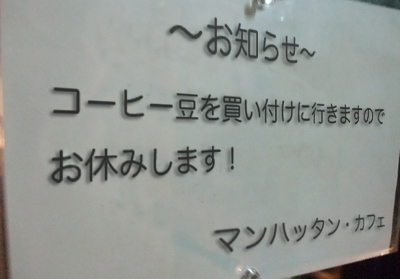 ～お知らせ～
コーヒー豆を買い付けに行きますので
お休みします！
マンハッタン・カフェ